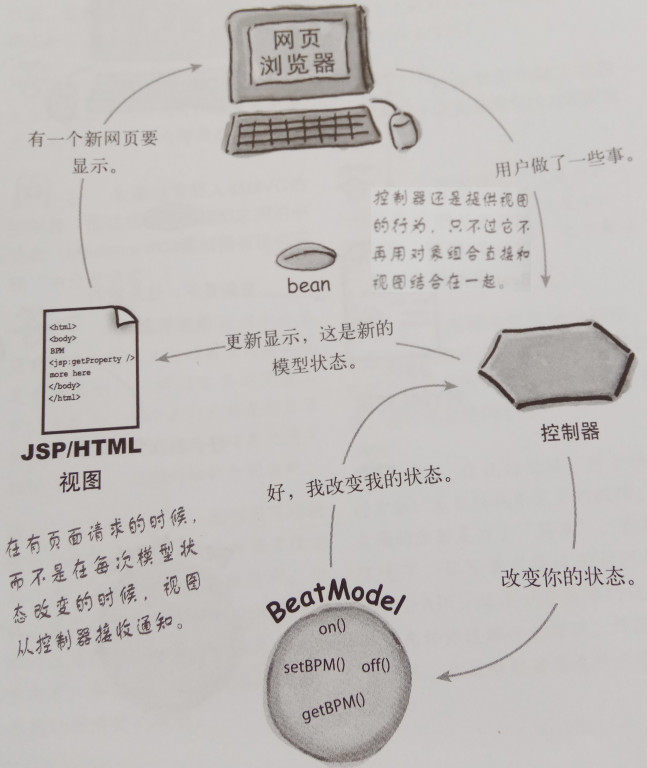 网页
浏览器
有一个新网页要
显示。
用户做了一些事。
控制器还是提供视图
的行为，只不过它不
再用对象组合直接和
视图结合在一起。
bean
<html>
<body>
BPM
<jsp:getProperty />
more here
</body>
</html>
更新显示，这是新的
模型状态。
JSP/HTML
视图
控制器
好，我改变我的状态。
在有页面请求的时候，
而不是在每次模型状
态改变的时候，视图
从控制器接收通知。
改变你的状态。
BeatModel
on()
setBPM() off()
getBPM()